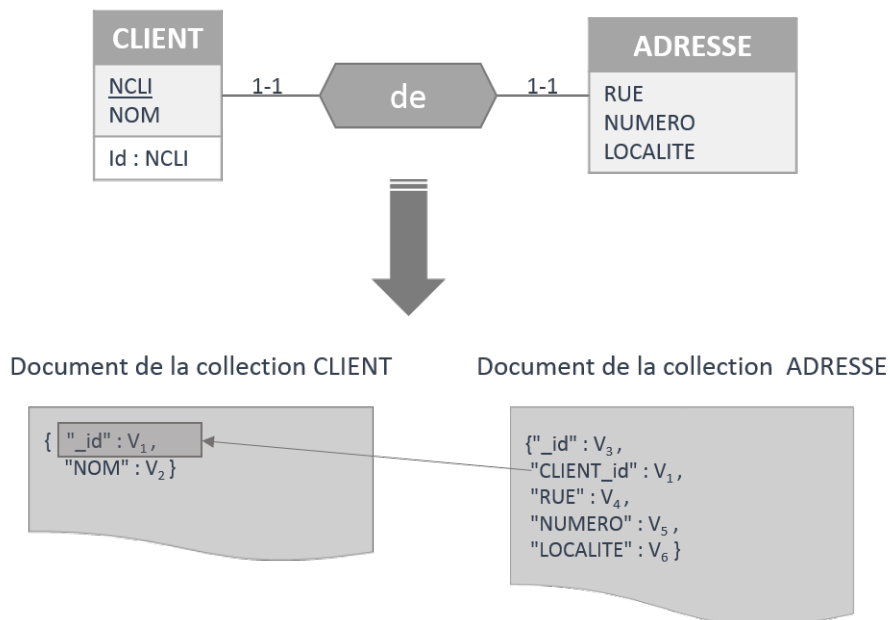 CLIENT
NCLI
NOM
Id : NCLI
1-1
de
1-1
ADRESSE
RUE
NUMERO
LOCALITE
Document de la collection CLIENT
{ "_id" : V₁ ,
"NOM" : V₂ }
Document de la collection ADRESSE
{"_id" : V₃ ,
"CLIENT_id" : V₁ ,
"RUE" : V₄ ,
"NUMERO" : V₅ ,
"LOCALITE" : V₆ }